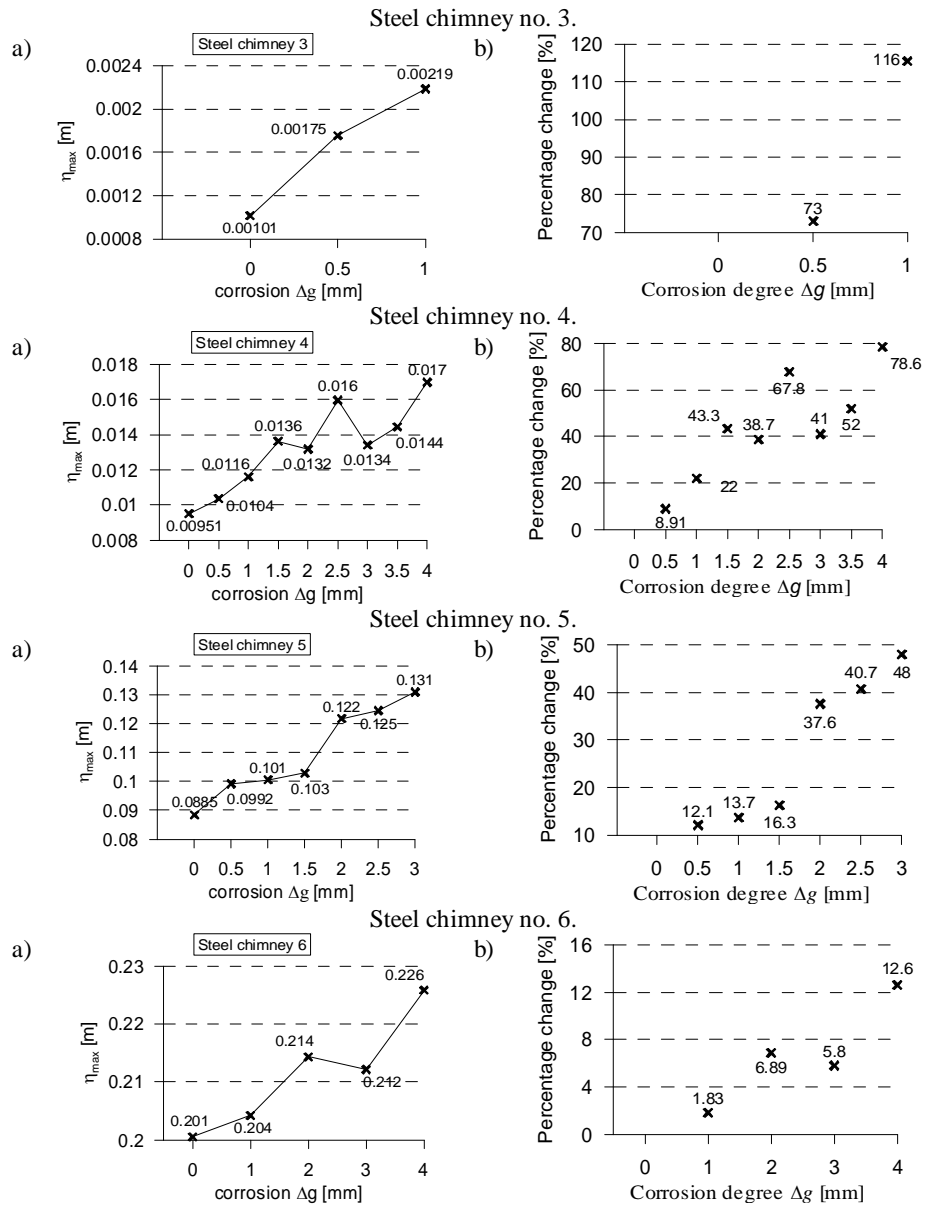 Steel chimney no. 3.
a)
Steel chimney 3
0.0024
0.002
0.0016
0.0012
0.0008
ηmax [m]
0.00101
0.00175
0.00219
0 0.5 1
corrosion Δg [mm]
b)
120
110
100
90
80
70
Percentage change [%]
73
116
0 0.5 1
Corrosion degree Δg [mm]
Steel chimney no. 4.
a)
Steel chimney 4
0.018
0.016
0.014
0.012
0.01
0.008
ηmax [m]
0.00951
0.0104
0.0116
0.0136
0.0132
0.016
0.0134
0.0144
0.017
0 0.5 1 1.5 2 2.5 3 3.5 4
corrosion Δg [mm]
b)
80
60
40
20
0
Percentage change [%]
8.91
22
43.3
38.7
67.8
41
52
78.6
0 0.5 1 1.5 2 2.5 3 3.5 4
Corrosion degree Δg [mm]
Steel chimney no. 5.
a)
Steel chimney 5
0.14
0.13
0.12
0.11
0.1
0.09
0.08
ηmax [m]
0.0885
0.0992
0.101
0.103
0.122
0.125
0.131
0 0.5 1 1.5 2 2.5 3
corrosion Δg [mm]
b)
50
40
30
20
10
Percentage change [%]
12.1
13.7
16.3
37.6
40.7
48
0 0.5 1 1.5 2 2.5 3
Corrosion degree Δg [mm]
Steel chimney no. 6.
a)
Steel chimney 6
0.23
0.22
0.21
0.2
ηmax [m]
0.201
0.204
0.214
0.212
0.226
0 1 2 3 4
corrosion Δg [mm]
b)
16
12
8
4
0
Percentage change [%]
1.83
6.89
5.8
12.6
0 1 2 3 4
Corrosion degree Δg [mm]